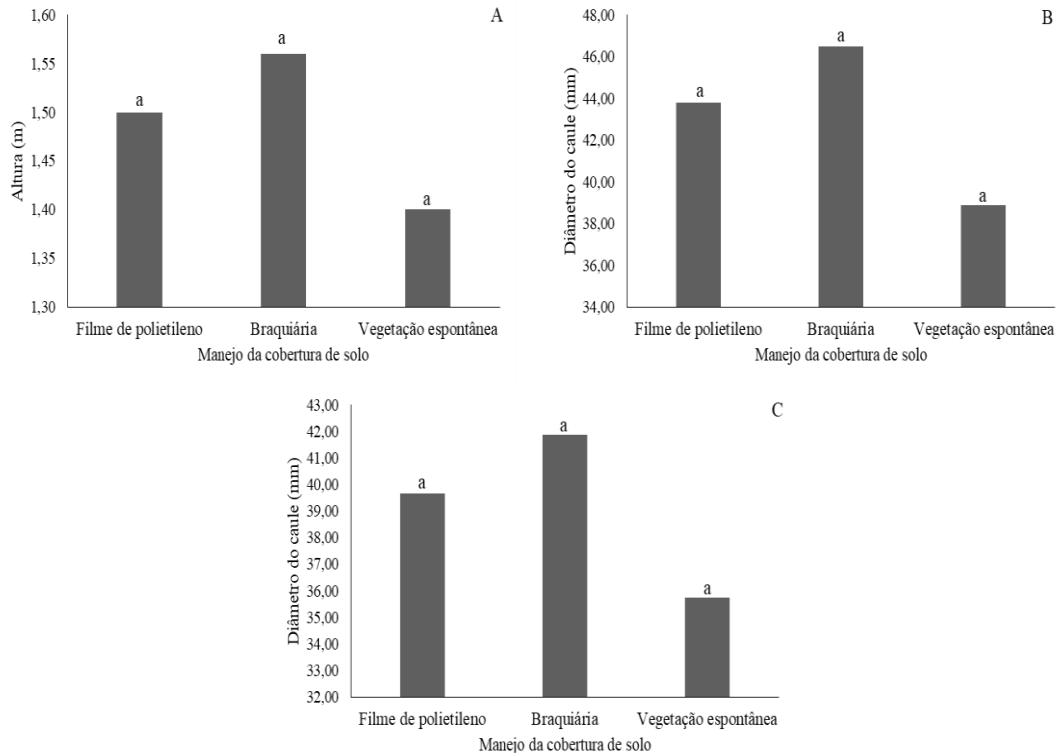 A
Altura (m)
1,60
1,55
1,50
1,45
1,40
1,35
1,30
a
a
a
Filme de polietileno
Braquiária
Vegetação espontânea
Manejo da cobertura de solo
B
Diâmetro do caule (mm)
48,00
46,00
44,00
42,00
40,00
38,00
36,00
34,00
a
a
a
Filme de polietileno
Braquiária
Vegetação espontânea
Manejo da cobertura de solo
C
Diâmetro do caule (mm)
43,00
42,00
41,00
40,00
39,00
38,00
37,00
36,00
35,00
34,00
33,00
32,00
a
a
a
Filme de polietileno
Braquiária
Vegetação espontânea
Manejo da cobertura de solo